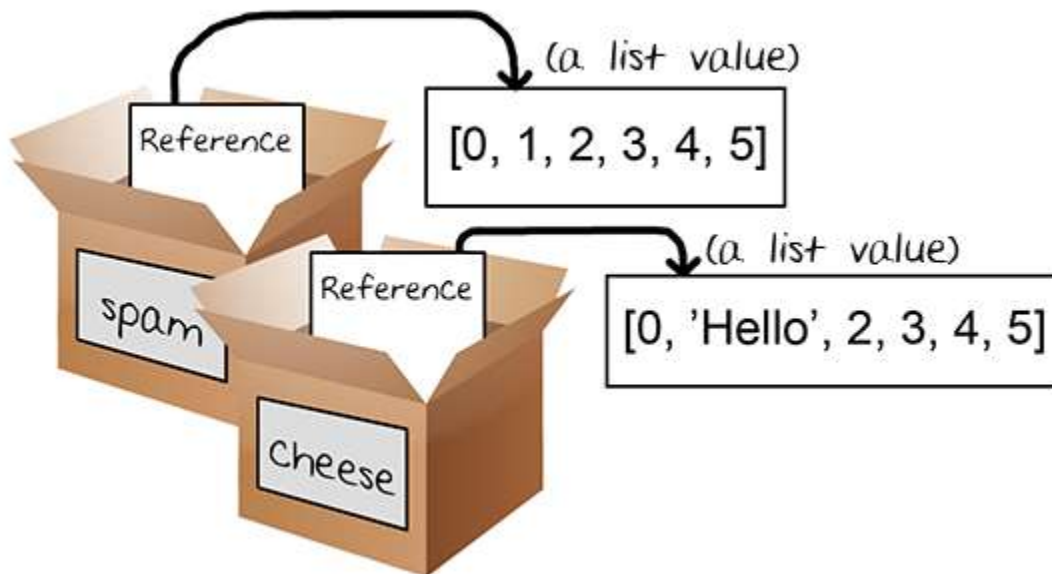 (a list value)
Reference
[0, 1, 2, 3, 4, 5]
(a list value)
Reference
spam
[0, ’Hello’, 2, 3, 4, 5]
Cheese